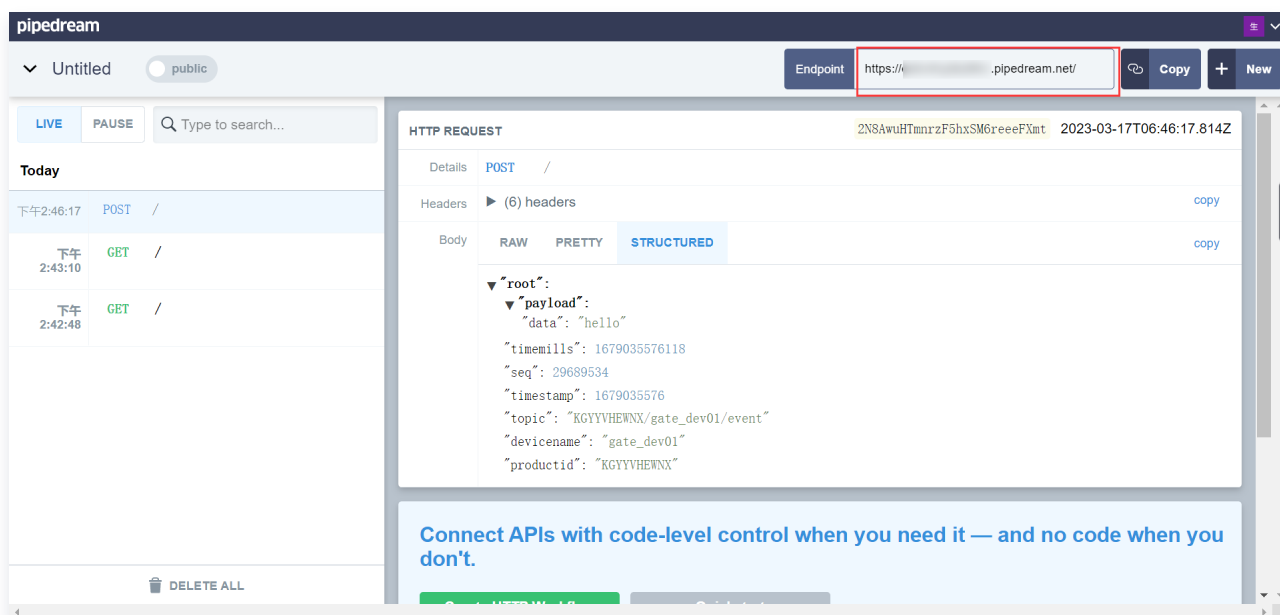 pipedream
生
Untitled
public
Endpoint
https:// .pipedream.net/
Copy
New
LIVE
PAUSE
Type to search...
Today
下午2:46:17 POST /
下午
2:43:10
GET /
下午
2:42:48
GET /
DELETE ALL
HTTP REQUEST
2N8AwuHTmnrzF5hxSM6reeeFXmt 2023-03-17T06:46:17.814Z
Details POST /
Headers (6) headers copy
Body RAW PRETTY STRUCTURED copy
"root":
"payload":
"data": "hello"
"timemills": 1679035576118
"seq": 29689534
"timestamp": 1679035576
"topic": "KGYYVHEWNX/gate_dev01/event"
"devicename": "gate_dev01"
"productid": "KGYYVHEWNX"
Connect APIs with code-level control when you need it — and no code when you
don't.